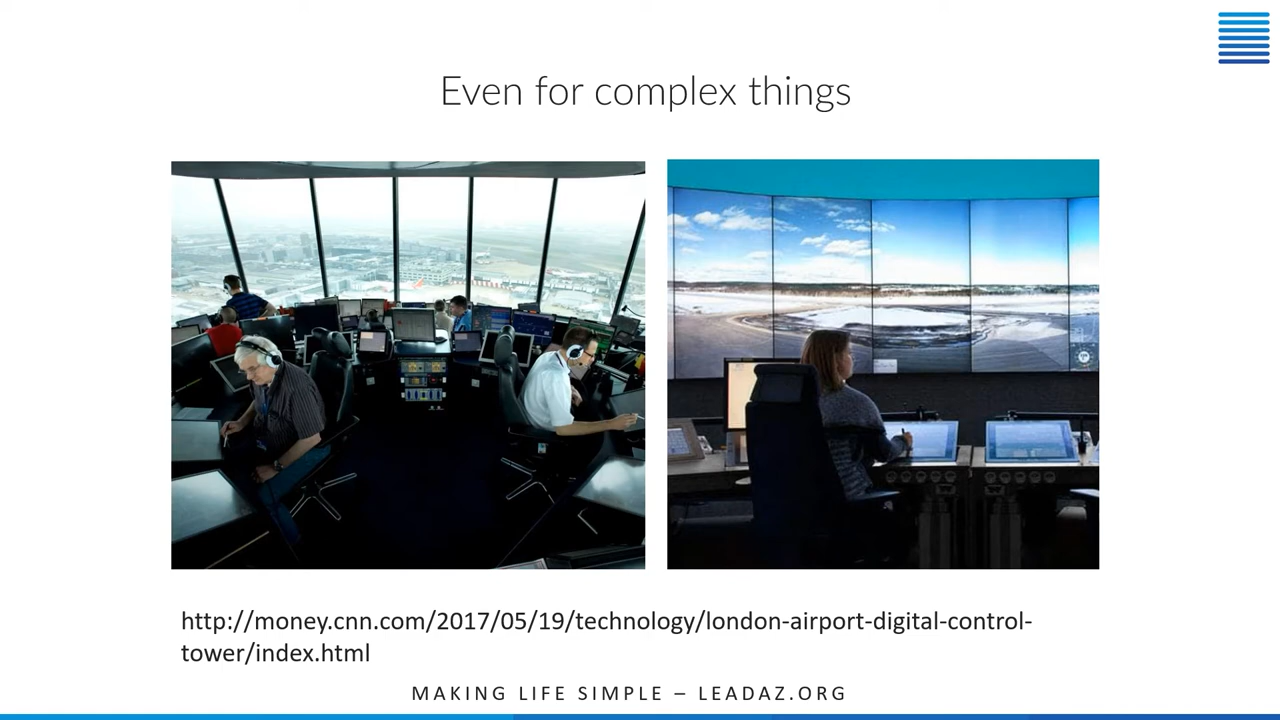 Even for complex things
http://money.cnn.com/2017/05/19/technology/london-airport-digital-control-
tower/index.html
MAKING LIFE SIMPLE – LEADAZ.ORG